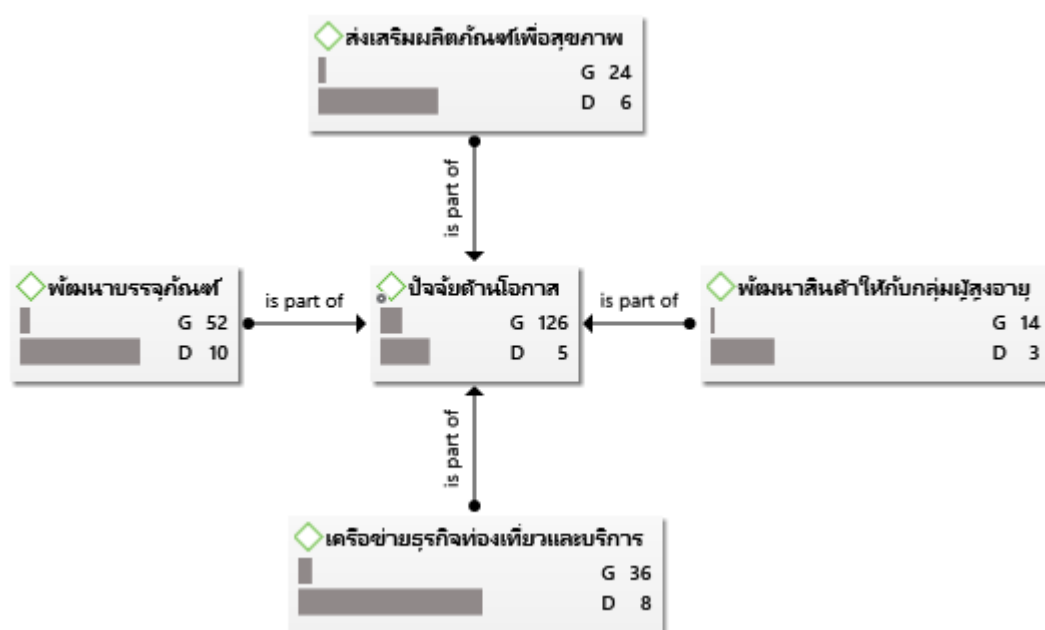 ส่งเสริมผลิตภัณฑ์เพื่อสุขภาพ
G 24
D 6
is part of
พัฒนาบรรจุภัณฑ์
G 52
D 10
is part of
ปัจจัยด้านโอกาส
G 126
D 5
is part of
พัฒนาสินค้าให้กับกลุ่มผู้สูงอายุ
G 14
D 3
is part of
เครือข่ายธุรกิจท่องเที่ยวและบริการ
G 36
D 8